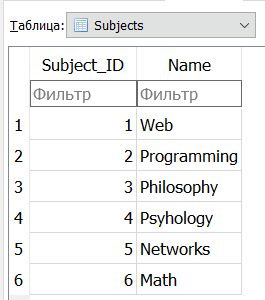 Таблица: Subjects
Subject_ID Name
Фильтр Фильтр
1 1 Web
2 2 Programming
3 3 Philosophy
4 4 Psyhology
5 5 Networks
6 6 Math